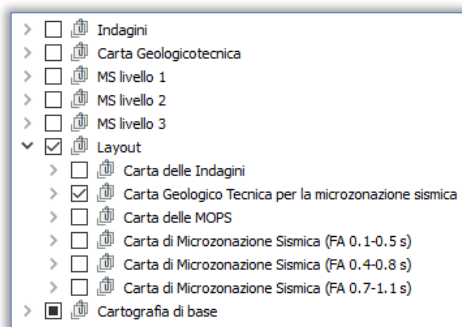 Indagini
Carta Geologicotecnica
MS livello 1
MS livello 2
MS livello 3
Layout
Carta delle Indagini
Carta Geologico Tecnica per la microzonazione sismica
Carta delle MOPS
Carta di Microzonazione Sismica (FA 0.1-0.5 s)
Carta di Microzonazione Sismica (FA 0.4-0.8 s)
Carta di Microzonazione Sismica (FA 0.7-1.1 s)
Cartografia di base